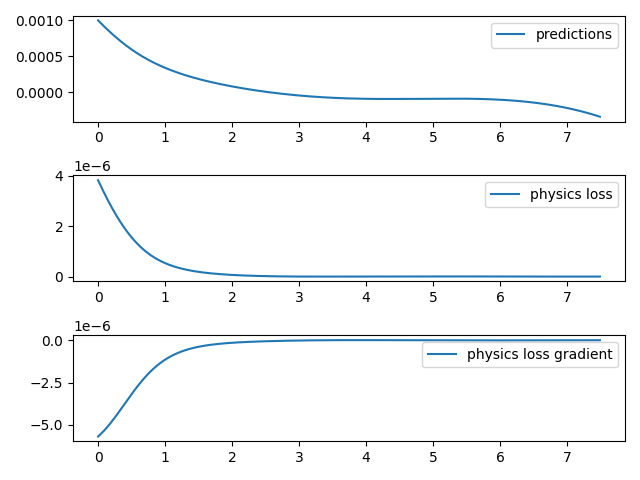 0.0010
0.0005
0.0000
predictions
0 1 2 3 4 5 6 7
1e−6
4
2
0
physics loss
0 1 2 3 4 5 6 7
1e−6
0.0
−2.5
−5.0
physics loss gradient
0 1 2 3 4 5 6 7